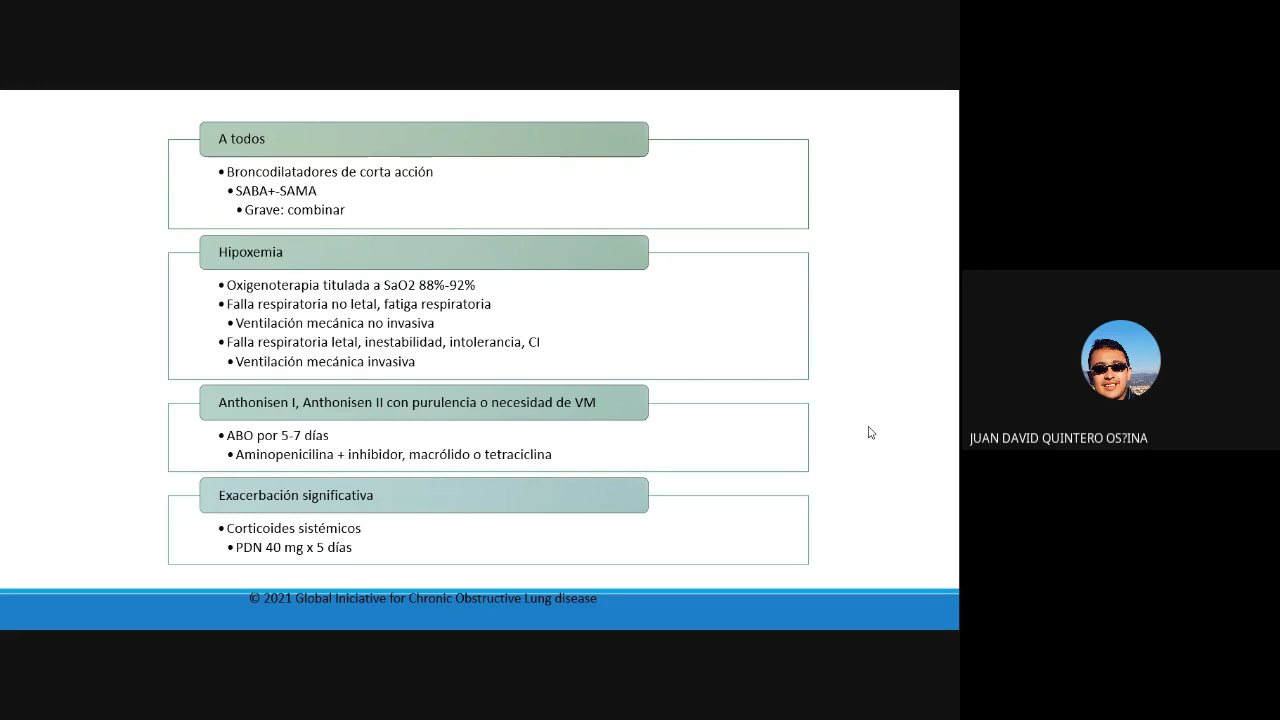 A todos
•Broncodilatadores de corta acción
•SABA+-SAMA
•Grave: combinar
Hipoxemia
•Oxigenoterapia titulada a SaO2 88%-92%
•Falla respiratoria no letal, fatiga respiratoria
•Ventilación mecánica no invasiva
•Falla respiratoria letal, inestabilidad, intolerancia, CI
•Ventilación mecánica invasiva
Anthonisen I, Anthonisen II con purulencia o necesidad de VM
•ABO por 5-7 días
•Aminopenicilina + inhibidor, macrólido o tetraciclina
Exacerbación significativa
•Corticoides sistémicos
•PDN 40 mg x 5 días
© 2021 Global Iniciative for Chronic Obstructive Lung disease
JUAN DAVID QUINTERO OS?INA